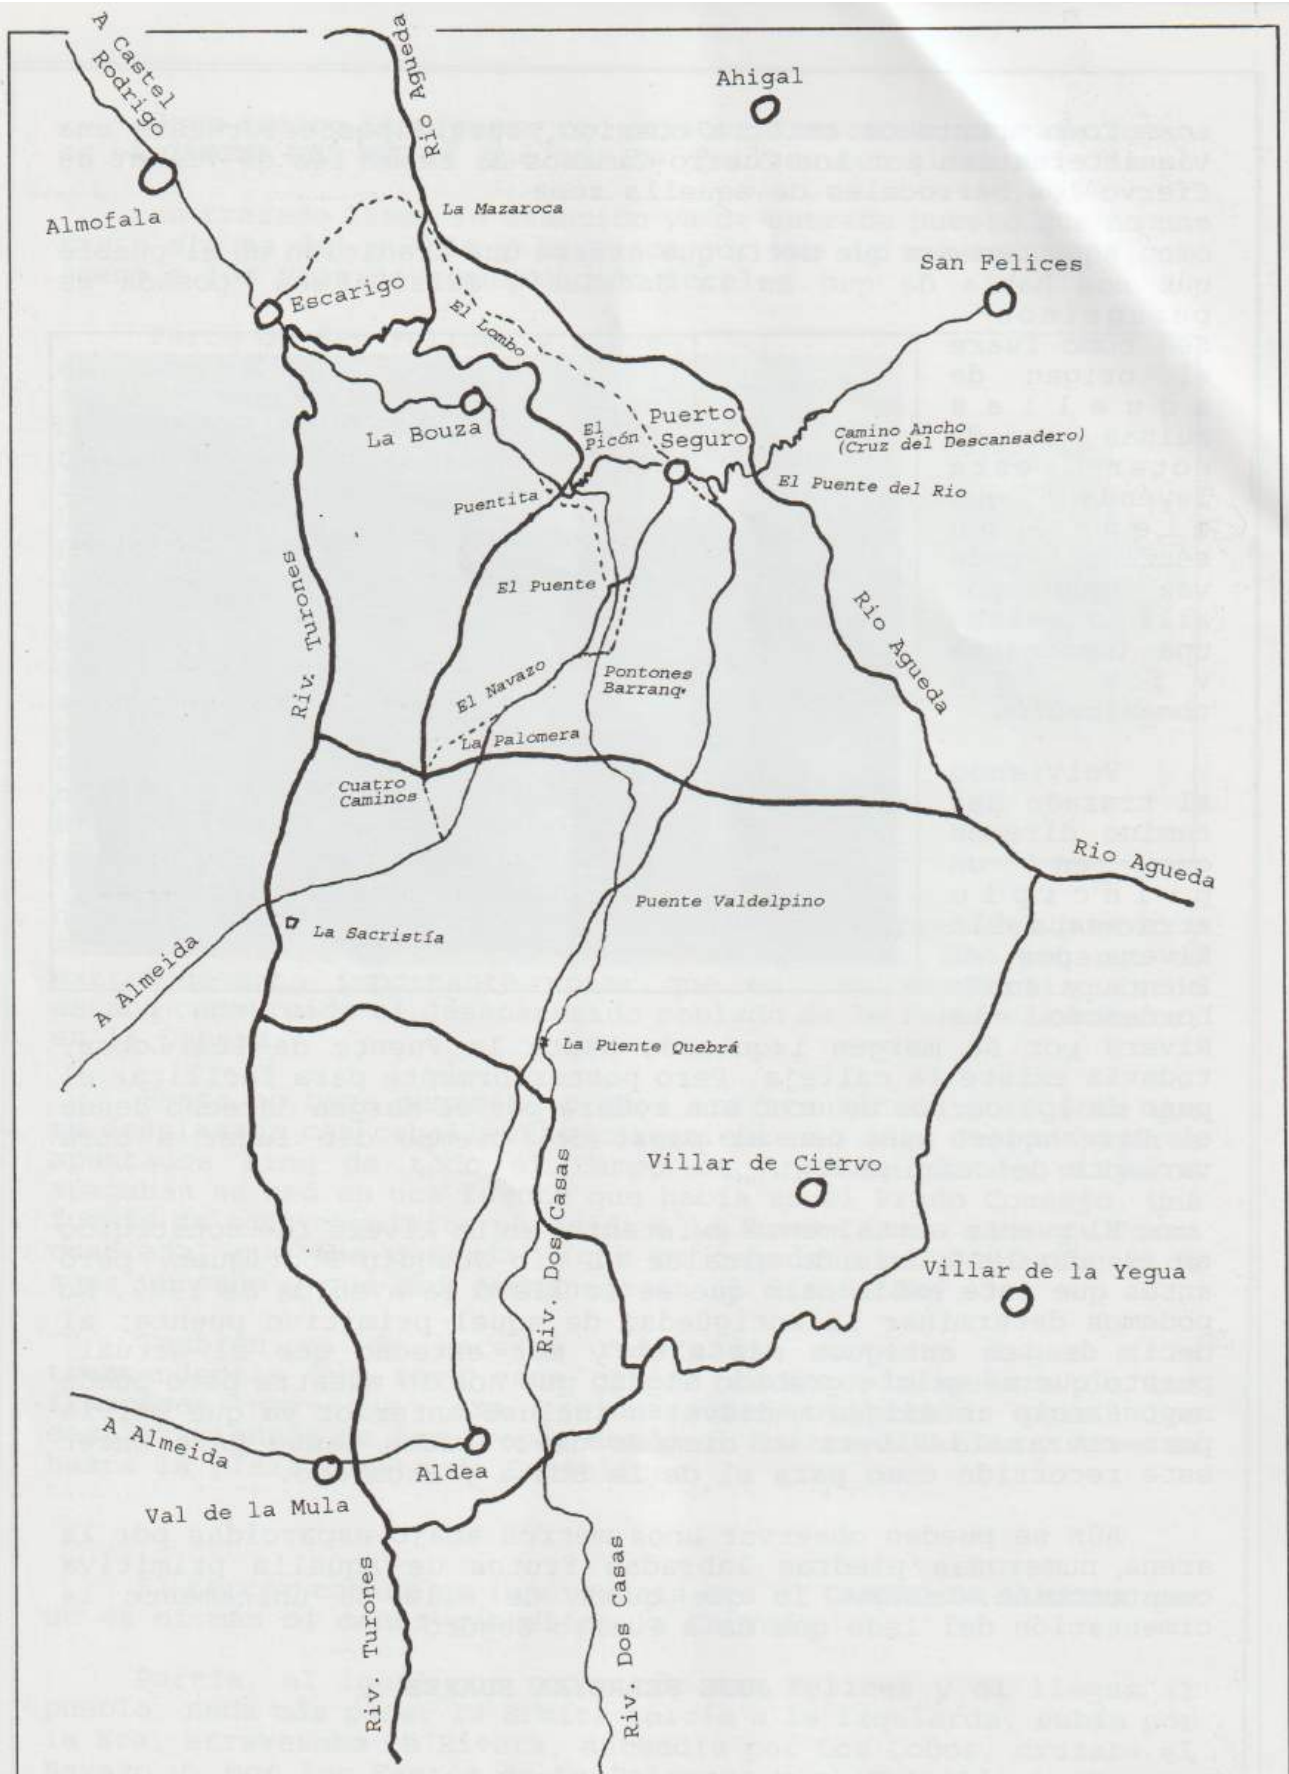 A Castel
Rodrigo
Rio Agueda
Ahigal
Almofala
La Mazaroca
San Felices
Escarigo
El Lombo
La Bouza
El
Picón
Puerto
Seguro
Camino Ancho
(Cruz del Descansadero)
El Puente del Rio
Puentita
El Puente
Riv. Turones
Rio Agueda
El Navazo
Pontones
Barranq.
La Palomera
Cuatro
Caminos
Rio Agueda
Puente Valdelpino
La Sacristía
A Almeida
La Puente Quebrá
Villar de Ciervo
Riv. Dos Casas
Villar de la Yegua
A Almeida
Aldea
Val de la Mula
Riv. Turones
Riv. Dos Casas